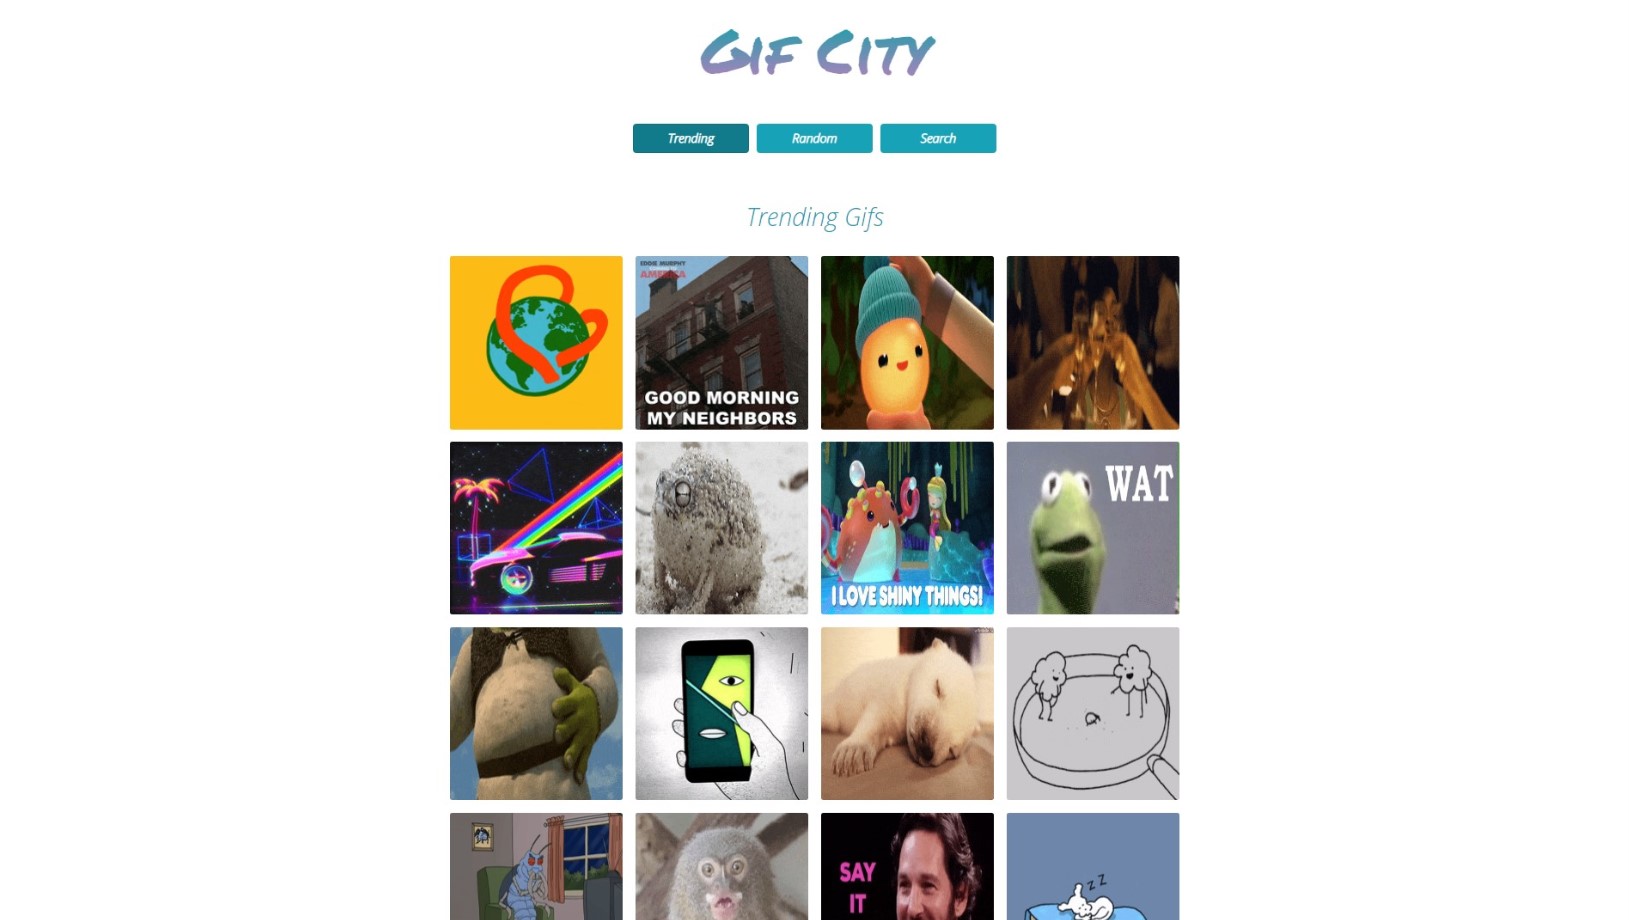 Gif City
Trending
Random
Search
Trending Gifs
EDDIE MURPHY
AMERICA
GOOD MORNING
MY NEIGHBORS
I LOVE SHINY THINGS!
WAT
SAY
IT
ZZ